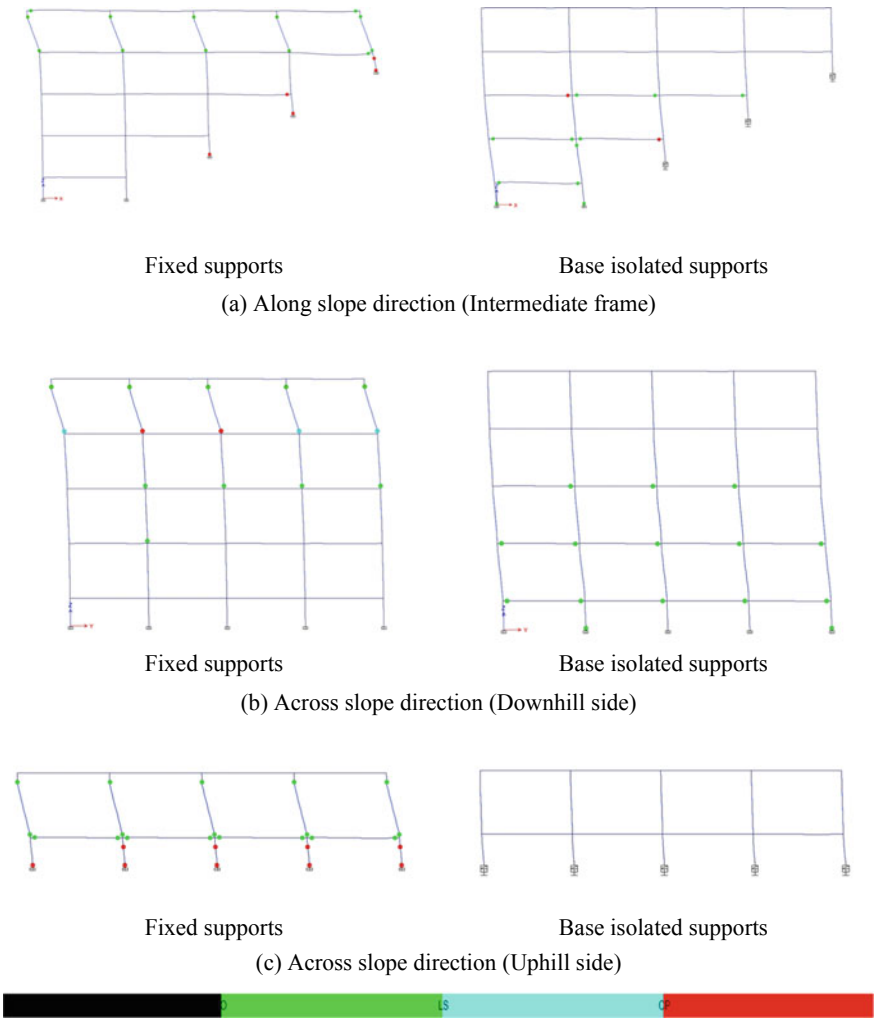 Fixed supports
Base isolated supports
(a) Along slope direction (Intermediate frame)
Fixed supports
Base isolated supports
(b) Across slope direction (Downhill side)
Fixed supports
Base isolated supports
(c) Across slope direction (Uphill side)
LS
CP